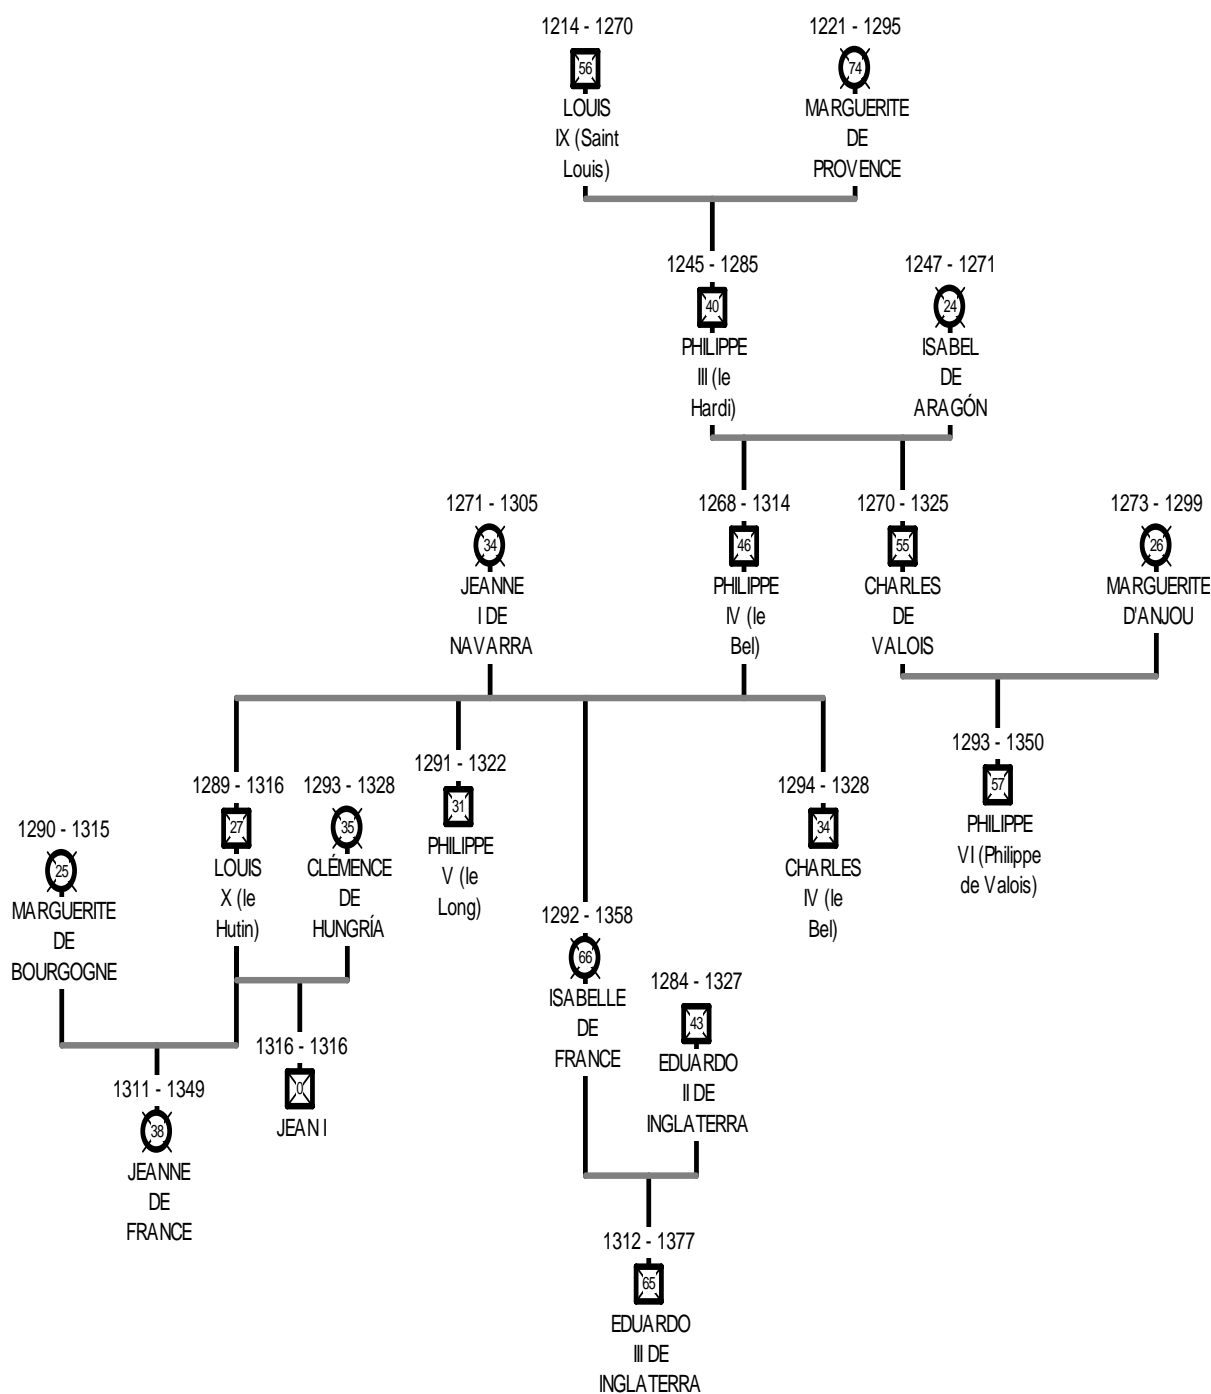 1214 - 1270
56
LOUIS
IX (Saint
Louis)
1221 - 1295
74
MARGUERITE
DE
PROVENCE
1245 - 1285
40
PHILIPPE
III (le
Hardi)
1247 - 1271
24
ISABEL
DE
ARAGÓN
1271 - 1305
34
JEANNE
I DE
NAVARRA
1268 - 1314
46
PHILIPPE
IV (le
Bel)
1270 - 1325
55
CHARLES
DE
VALOIS
1273 - 1299
26
MARGUERITE
D'ANJOU
1290 - 1315
25
MARGUERITE
DE
BOURGOGNE
1289 - 1316
27
LOUIS
X (le
Hutin)
1293 - 1328
35
CLÉMENCE
DE
HUNGRÍA
1291 - 1322
31
PHILIPPE
V (le
Long)
1292 - 1358
66
ISABELLE
DE
FRANCE
1284 - 1327
43
EDUARDO
II DE
INGLATERRA
1294 - 1328
34
CHARLES
IV (le
Bel)
1293 - 1350
57
PHILIPPE
VI (Philippe
de Valois)
1311 - 1349
38
JEANNE
DE
FRANCE
1316 - 1316
0
JEAN I
1312 - 1377
65
EDUARDO
III DE
INGLATERRA